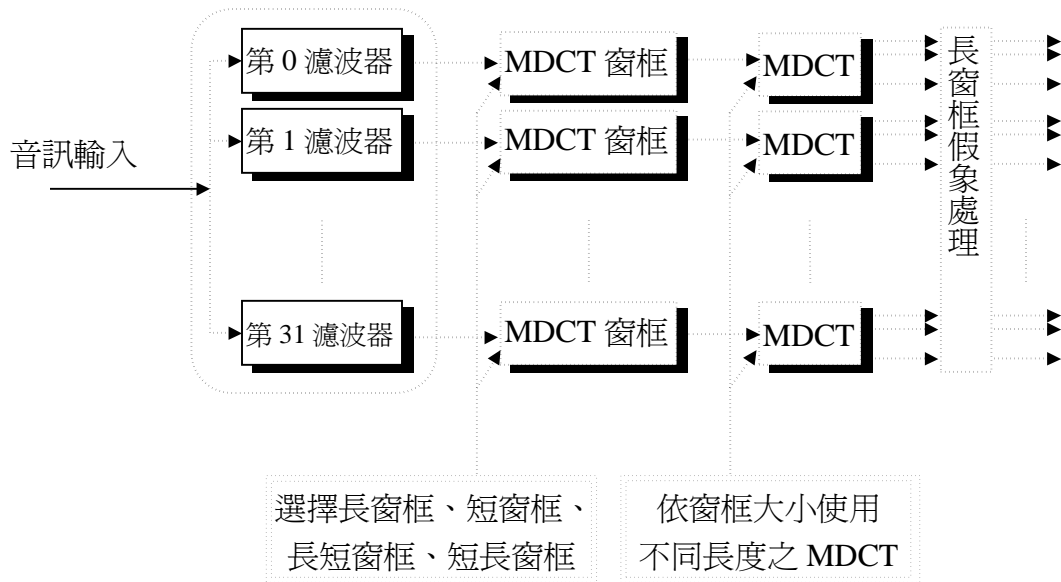 第 0 濾波器
MDCT 窗框
MDCT
音訊輸入
第 1 濾波器
MDCT 窗框
MDCT
長窗框假象處理
第 31 濾波器
MDCT 窗框
MDCT
選擇長窗框、短窗框、
長短窗框、短長窗框
依窗框大小使用
不同長度之 MDCT